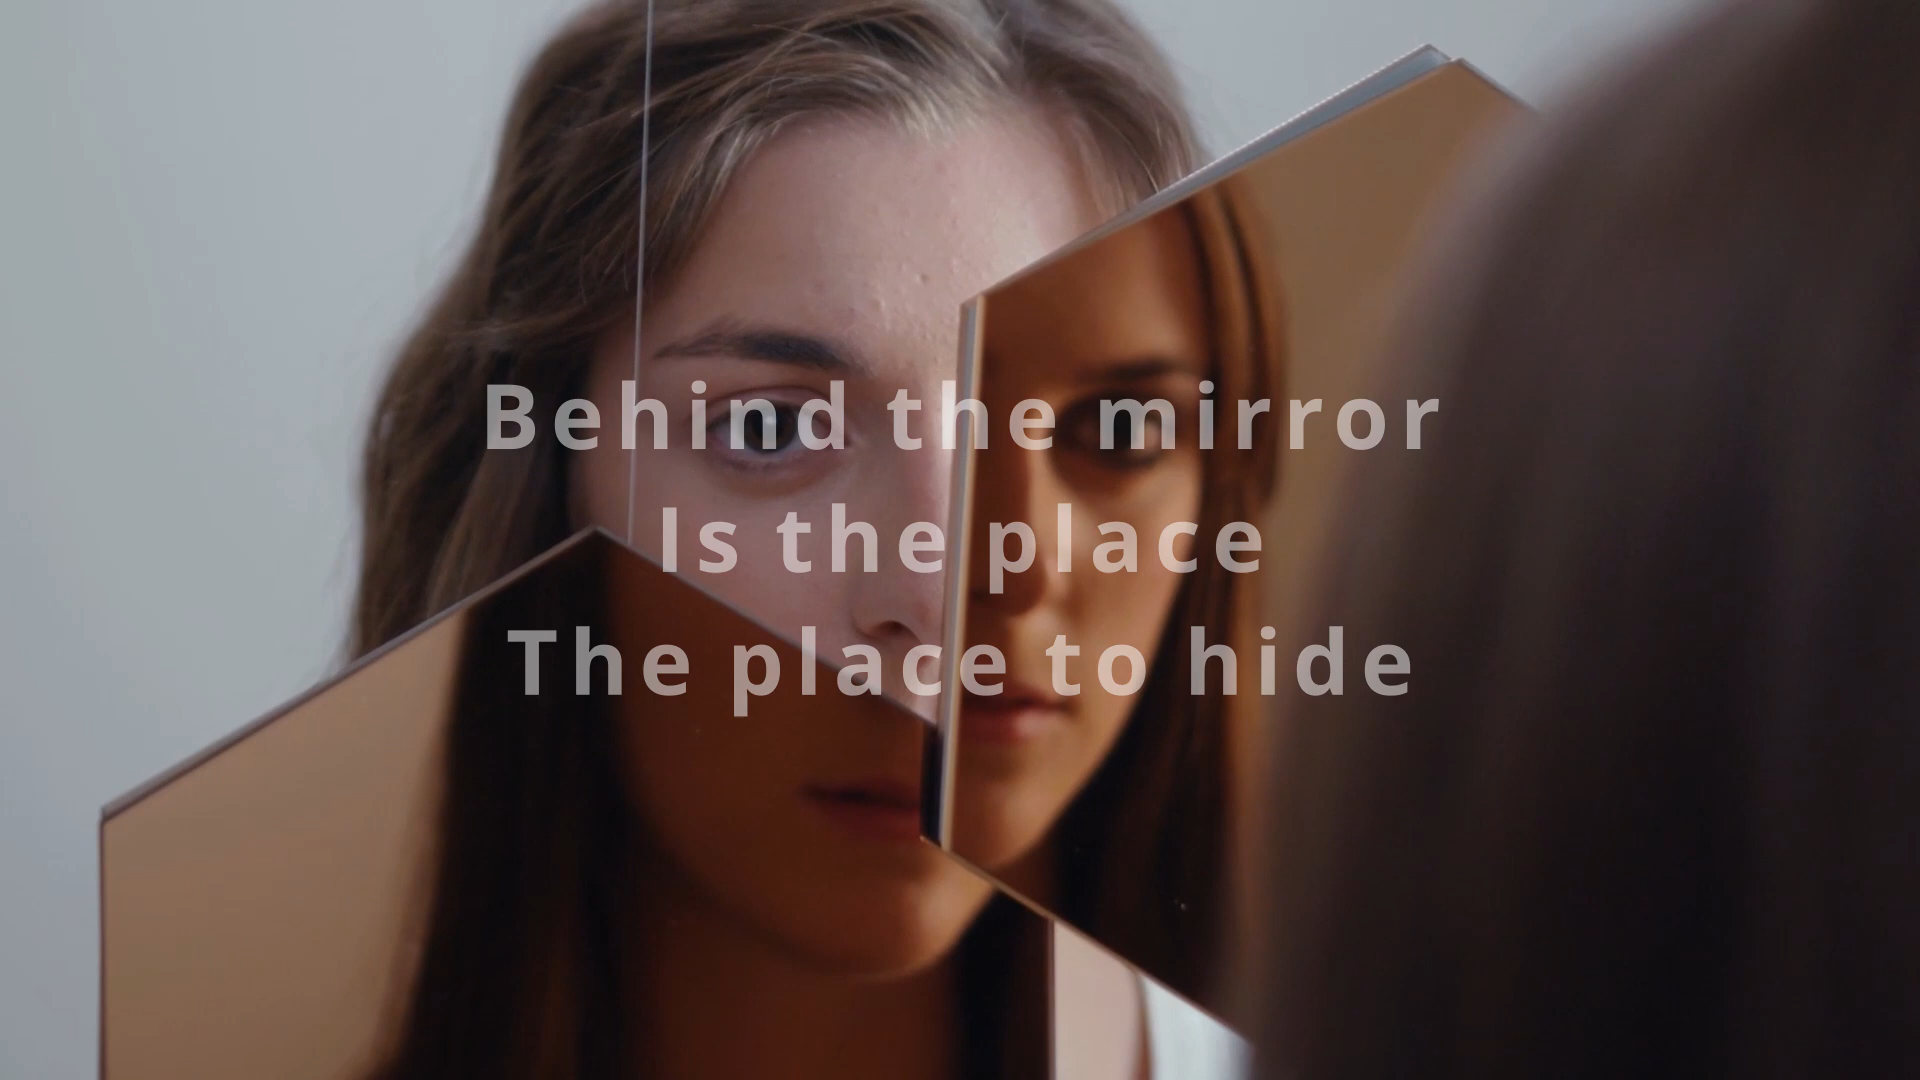 Behind the mirror
Is the place
The place to hide